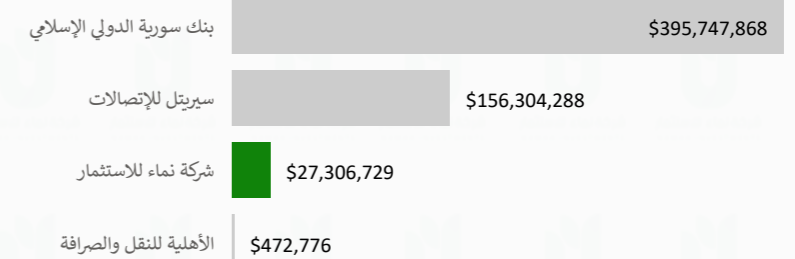 بنك سورية الدولي الإسلامي $395,747,868
سيريتل للإتصالات $156,304,288
شركة نماء للاستثمار $27,306,729
الأهلية للنقل والصرافة $472,776